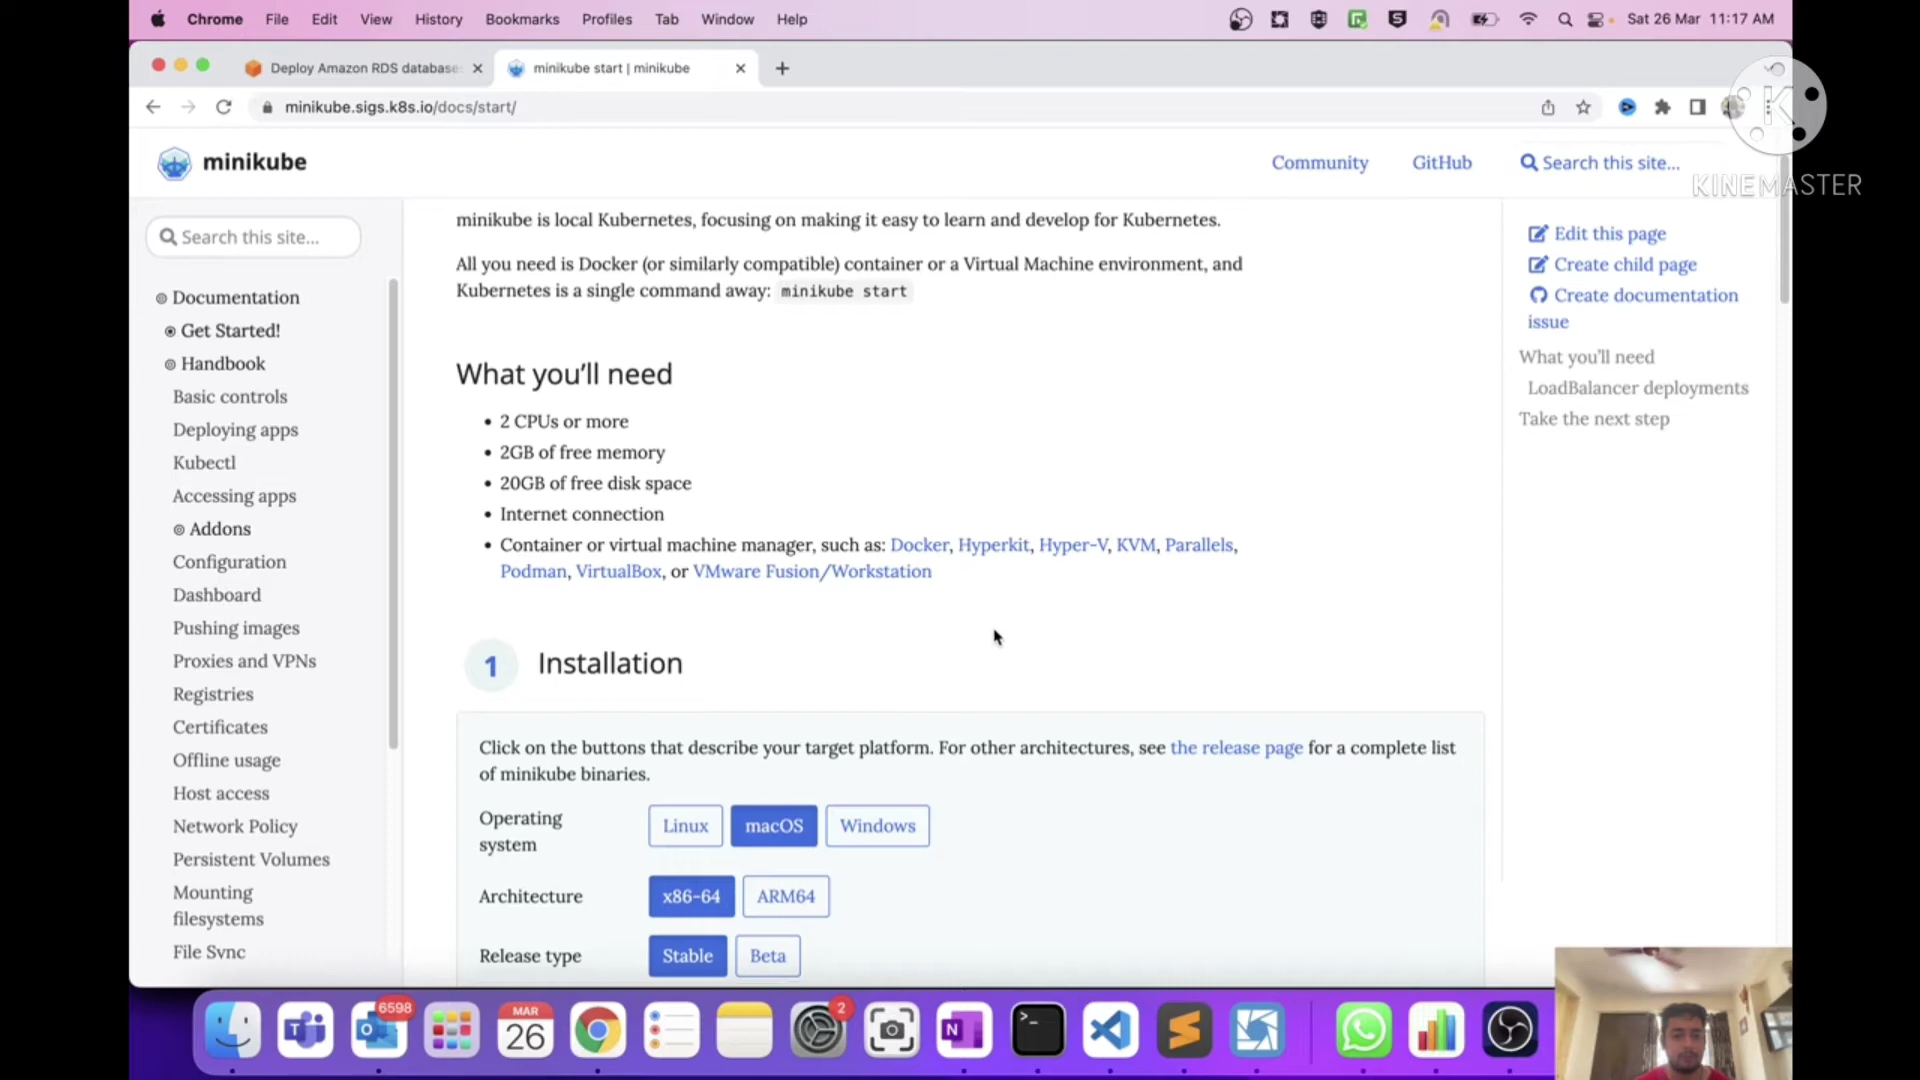 Chrome File Edit View History Bookmarks Profiles Tab Window Help
Sat 26 Mar 11:17 AM
Deploy Amazon RDS database
minikube start | minikube
minikube.sigs.k8s.io/docs/start/
KINEMASTER
minikube
Community
GitHub
Search this site...
Search this site...
Documentation
Get Started!
Handbook
Basic controls
Deploying apps
Kubectl
Accessing apps
Addons
Configuration
Dashboard
Pushing images
Proxies and VPNs
Registries
Certificates
Offline usage
Host access
Network Policy
Persistent Volumes
Mounting
filesystems
File Sync
minikube is local Kubernetes, focusing on making it easy to learn and develop for Kubernetes.
All you need is Docker (or similarly compatible) container or a Virtual Machine environment, and
Kubernetes is a single command away: minikube start
What you’ll need
• 2 CPUs or more
• 2GB of free memory
• 20GB of free disk space
• Internet connection
• Container or virtual machine manager, such as: Docker, Hyperkit, Hyper-V, KVM, Parallels,
Podman, VirtualBox, or VMware Fusion/Workstation
1 Installation
Click on the buttons that describe your target platform. For other architectures, see the release page for a complete list
of minikube binaries.
Operating
system
Linux
macOS
Windows
Architecture
x86-64
ARM64
Release type
Stable
Beta
Edit this page
Create child page
Create documentation
issue
What you’ll need
LoadBalancer deployments
Take the next step
6598
MAR
26
2